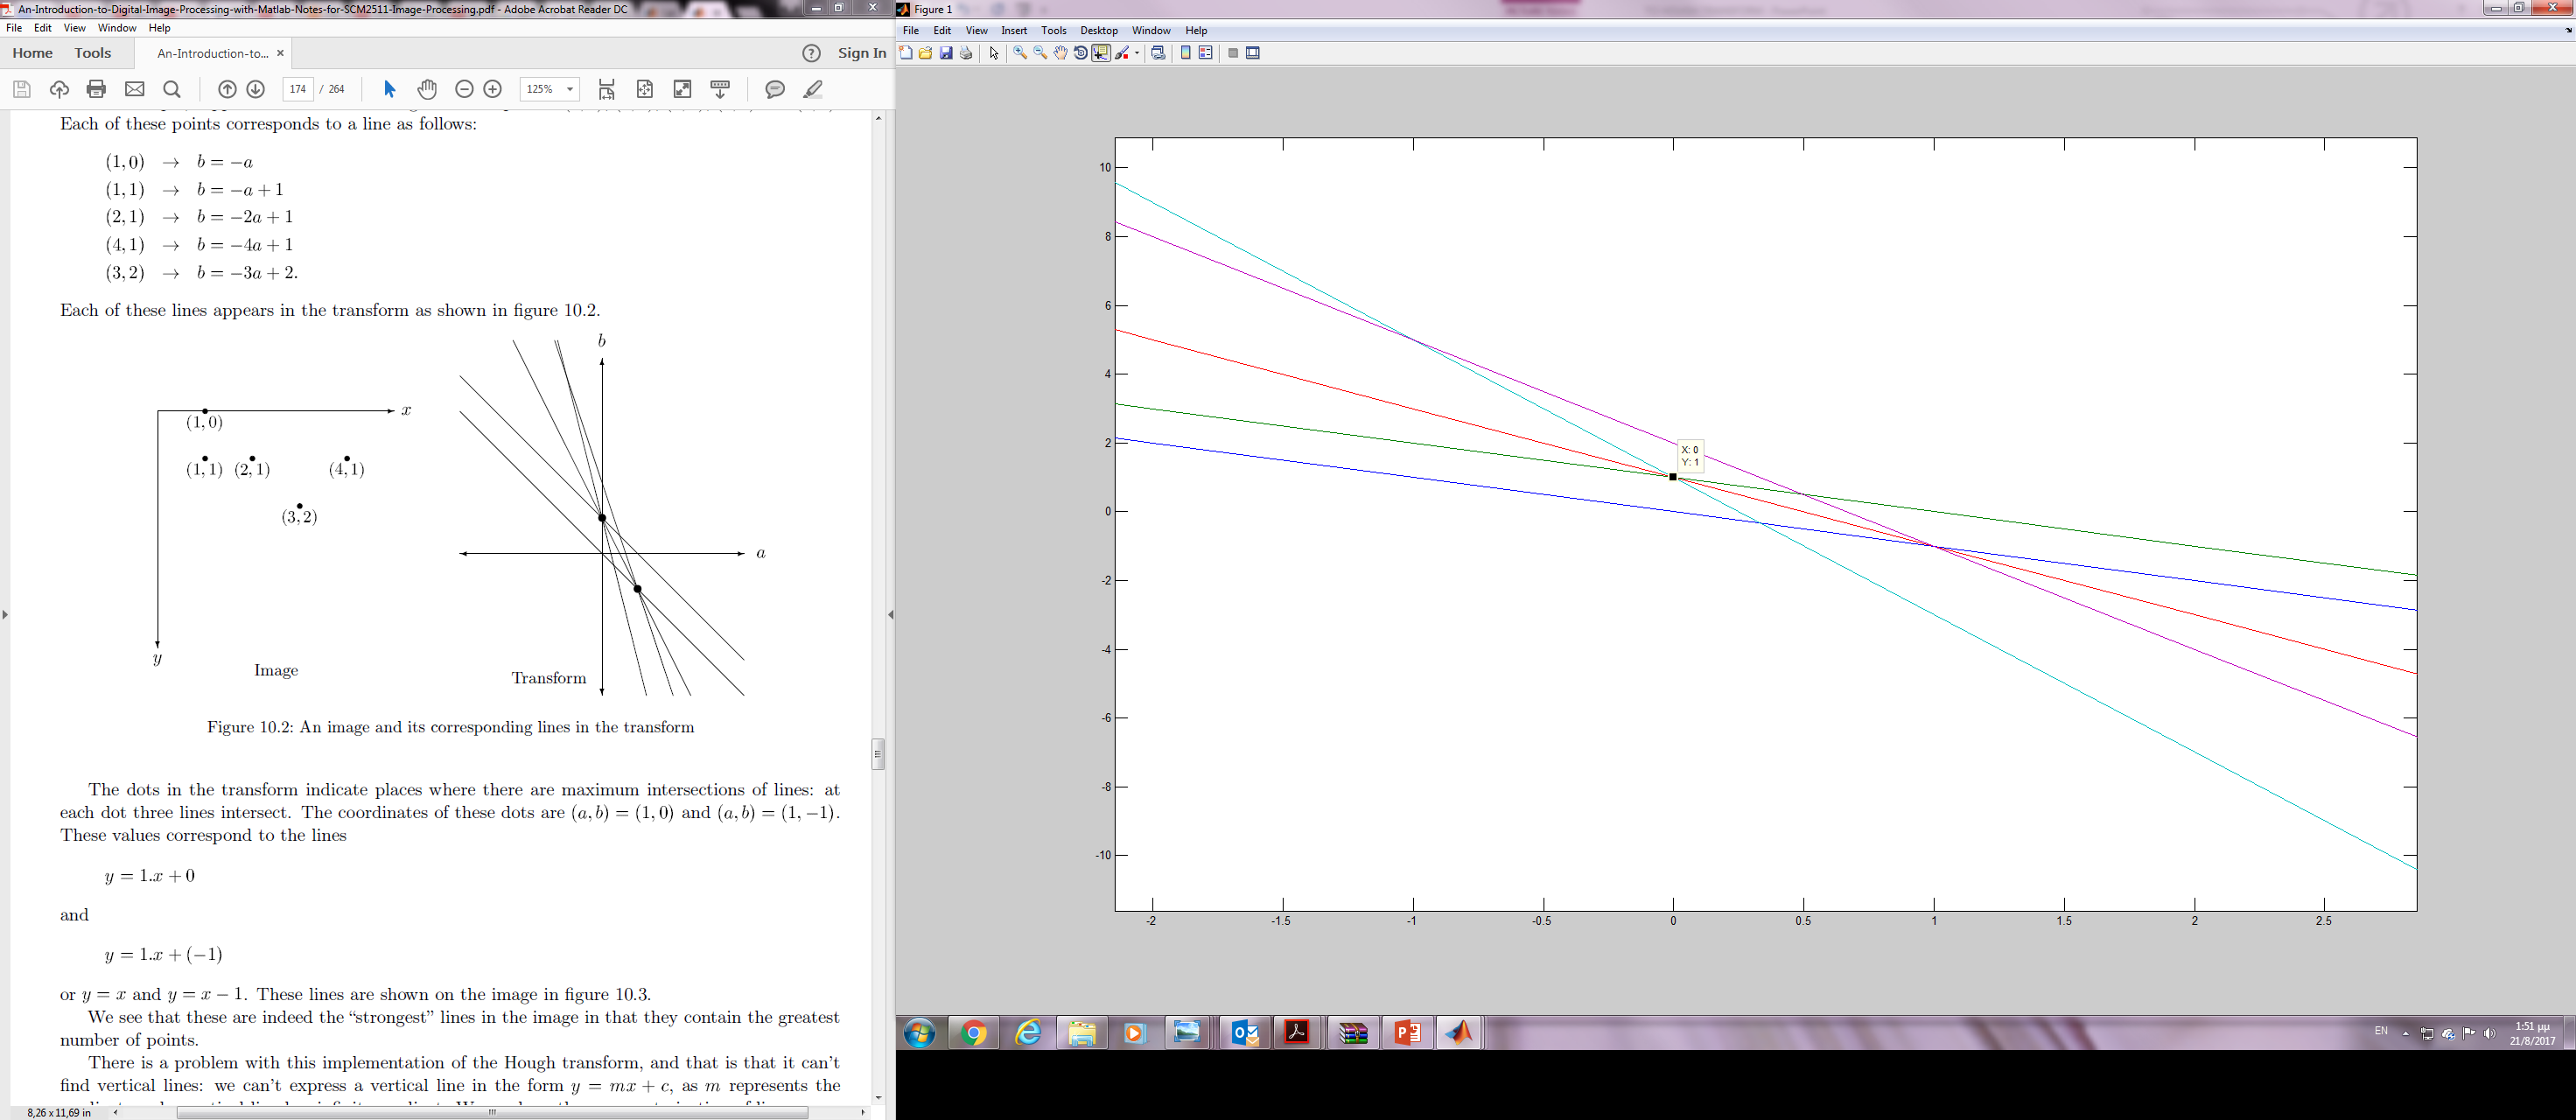 An-Introduction-to-Digital-Image-Processing-with-Matlab-Notes-for-SCM2511-Image-Processing.pdf - Adobe Acrobat Reader DC
File Edit View Window Help
Home Tools An-Introduction-to... × Sign In
174 / 264 125%
Each of these points corresponds to a line as follows:
(1, 0) → b = −a
(1, 1) → b = −a + 1
(2, 1) → b = −2a + 1
(4, 1) → b = −4a + 1
(3, 2) → b = −3a + 2.
Each of these lines appears in the transform as shown in figure 10.2.
b
x
(1, 0)
(1, 1) (2, 1) (4, 1)
(3, 2)
a
y
Image
Transform
Figure 10.2: An image and its corresponding lines in the transform
The dots in the transform indicate places where there are maximum intersections of lines: at
each dot three lines intersect. The coordinates of these dots are (a, b) = (1, 0) and (a, b) = (1, −1).
These values correspond to the lines
y = 1.x + 0
and
y = 1.x + (−1)
or y = x and y = x − 1. These lines are shown on the image in figure 10.3.
We see that these are indeed the “strongest” lines in the image in that they contain the greatest
number of points.
There is a problem with this implementation of the Hough transform, and that is that it can’t
find vertical lines: we can’t express a vertical line in the form y = mx + c, as m represents the
8,26 x 11,69 in
Figure 1
File Edit View Insert Tools Desktop Window Help
10
8
6
4
2
0
-2
-4
-6
-8
-10
X: 0
Y: 1
-2 -1.5 -1 -0.5 0 0.5 1 1.5 2 2.5
EN
1:51 μμ
21/8/2017